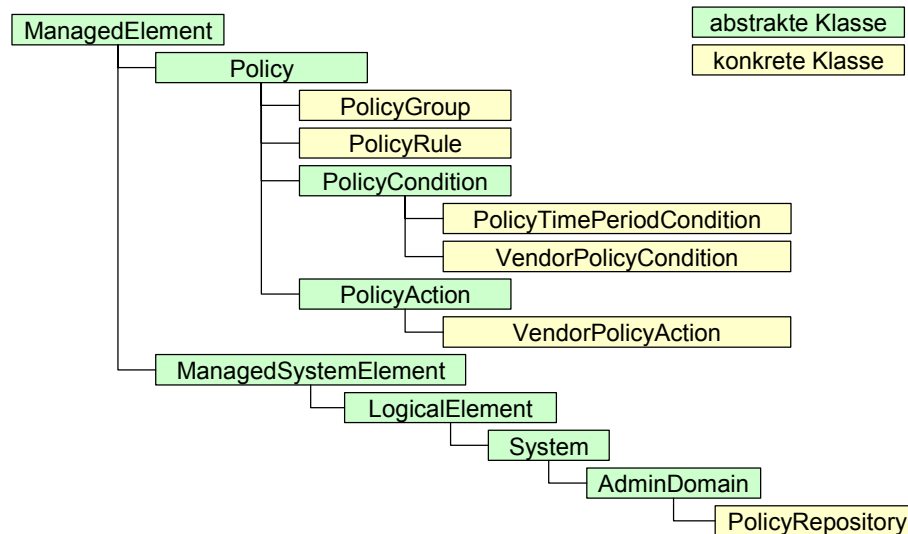 abstrakte Klasse
ManagedElement
konkrete Klasse
Policy
PolicyGroup
PolicyRule
PolicyCondition
PolicyTimePeriodCondition
VendorPolicyCondition
PolicyAction
VendorPolicyAction
ManagedSystemElement
LogicalElement
System
AdminDomain
PolicyRepository